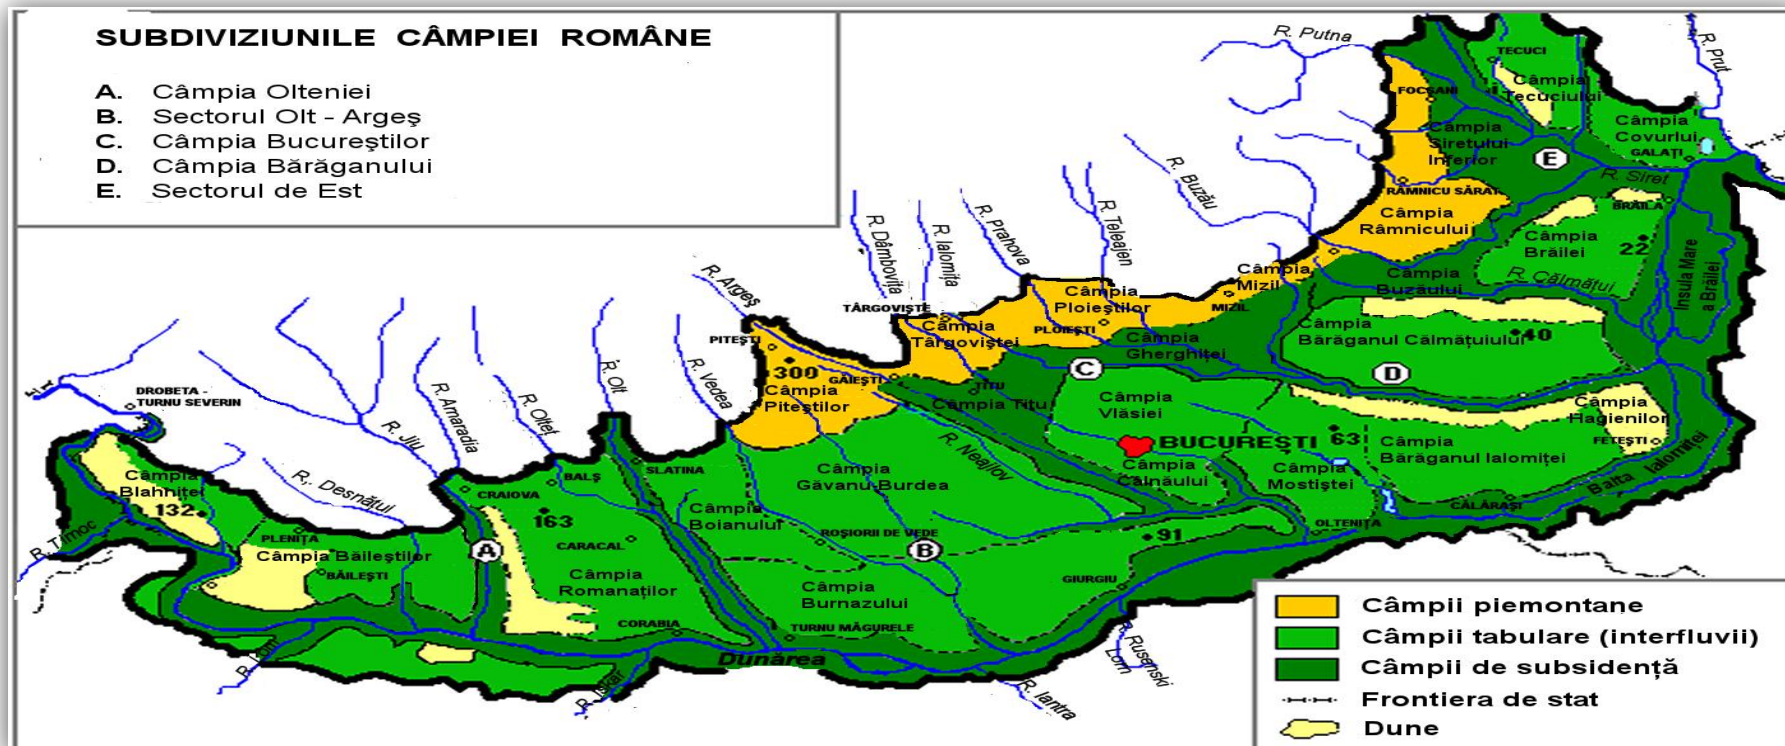 SUBDIVIZIUNILE CÂMPIEI ROMÂNE
A. Câmpia Olteniei
B. Sectorul Olt - Argeş
C. Câmpia Bucureştilor
D. Câmpia Bărăganului
E. Sectorul de Est
R. Putna
R. Prut
TECUCI
Câmpia
Tecuciului
FOCŞANI
Câmpia
Covurlui
GALAŢI
Câmpia
Siretului
Inferior
E
R. Siret
R. Buzău
RÂMNICU SĂRAT
BRĂILA
Câmpia
Râmnicului
Câmpia
Brăilei
22
Insula Mare
a Brăilei
R. Dâmboviţa
R. Ialomiţa
R. Prahova
R. Teleajen
R. Argeş
Câmpia
Mizil
MIZIL
Câmpia
Buzăului
R. Călmăţui
TÂRGOVIŞTE
Câmpia
Ploieştilor
PLOIEŞTI
Câmpia
Târgoviştei
Câmpia
Gherghiţei
Câmpia
Bărăganul Călmăţuiului
40
PITEŞTI
300
GĂIEŞTI
Câmpia
Piteştilor
C
D
TITU
Câmpia Titu
Câmpia
Vlăsiei
Câmpia
Hagienilor
FETEŞTI
DROBETA -
TURNU SEVERIN
R. Amaradia
R. Jiu
R. Olteţ
R. Olt
R. Vedea
R. Neajlov
BUCUREŞTI
63
Câmpia
Bărăganul Ialomiţei
Câmpia
Câlnăului
Câmpia
Mostiştei
Balta Ialomiţei
CĂLĂRAŞI
OLTENIŢA
SLATINA
BALŞ
CRAIOVA
Câmpia
Găvanu-Burdea
R. Desnăţul
Câmpia
Blahniţei
132
R. Timoc
PLENIŢA
Câmpia Băileştilor
BĂILEŞTI
A
163
CARACAL
Câmpia
Romanaţilor
CORABIA
Câmpia
Boianului
ROŞIORII DE VEDE
B
91
GIURGIU
Câmpia
Burnazului
TURNU MĂGURELE
Dunărea
R. Lom
R. Iskar
R. Iantra
R. Rusenski
Lom
Câmpii piemontane
Câmpii tabulare (interfluvii)
Câmpii de subsidenţă
Frontiera de stat
Dune